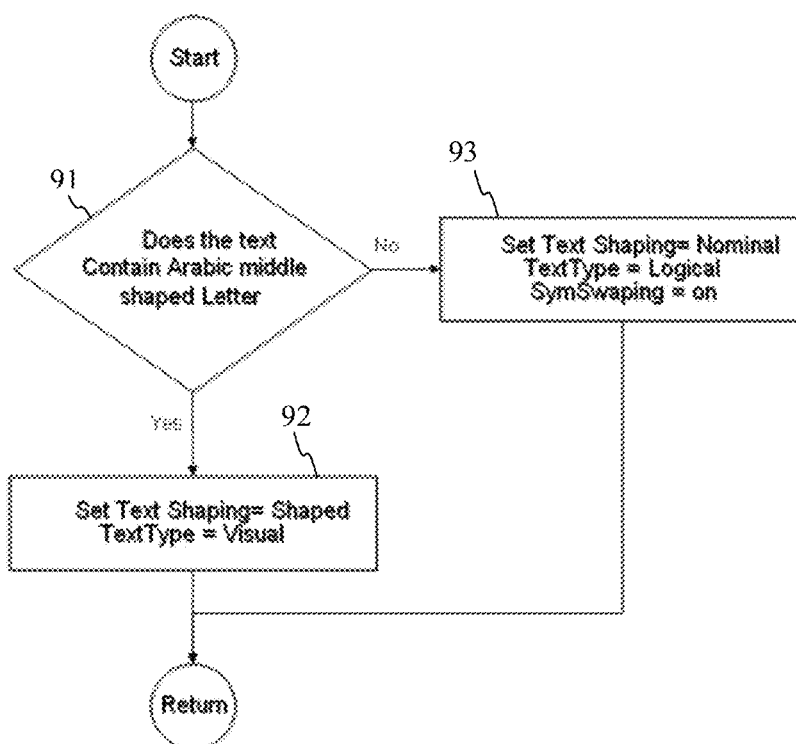 Start
91
Does the text
Contain Arabic middle
shaped Letter
No
93
Set Text Shaping= Nominal
TextType = Logical
SymSwaping = on
Yes
92
Set Text Shaping= Shaped
TextType = Visual
Return